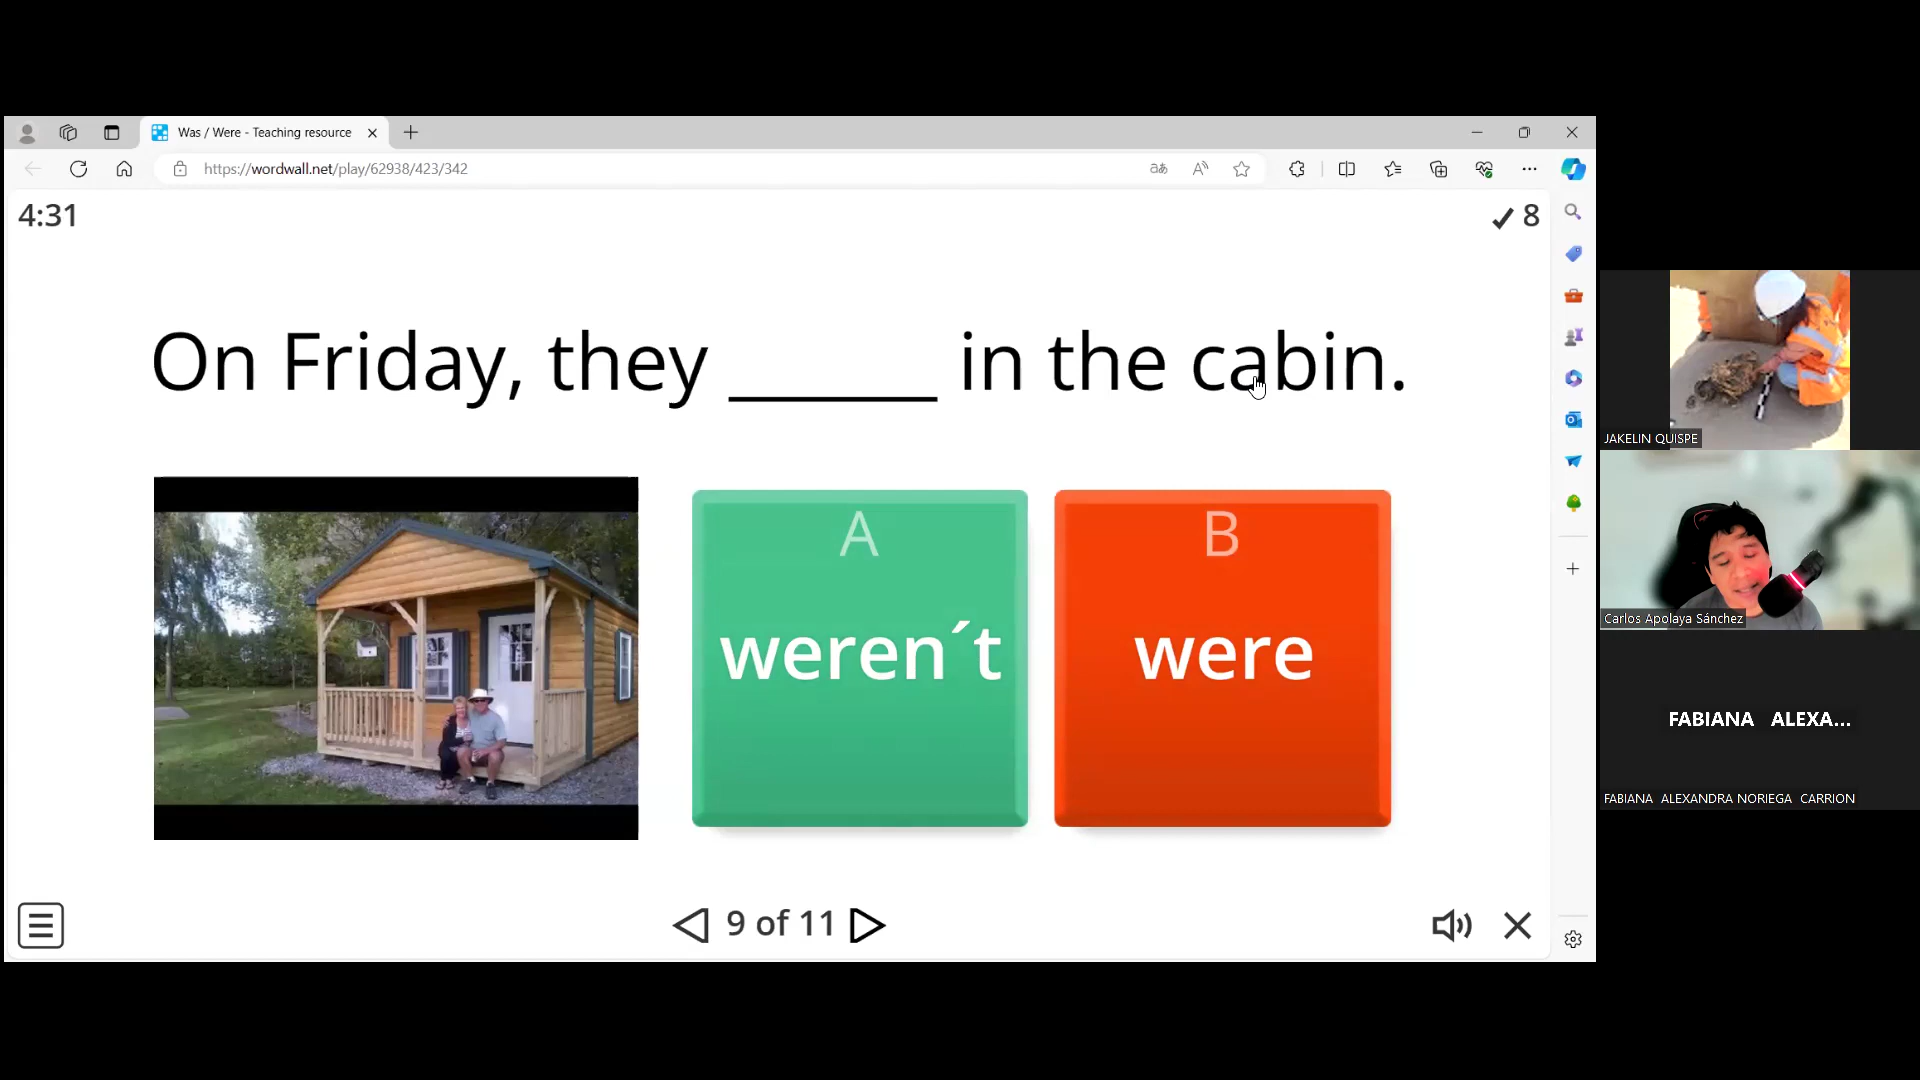 Was / Were - Teaching resource
https://wordwall.net/play/62938/423/342
4:31
✓ 8
On Friday, they ______ in the cabin.
A
weren´t
B
were
9 of 11
JAKELIN QUISPE
Carlos Apolaya Sánchez
FABIANA ALEXA...
FABIANA ALEXANDRA NORIEGA CARRION